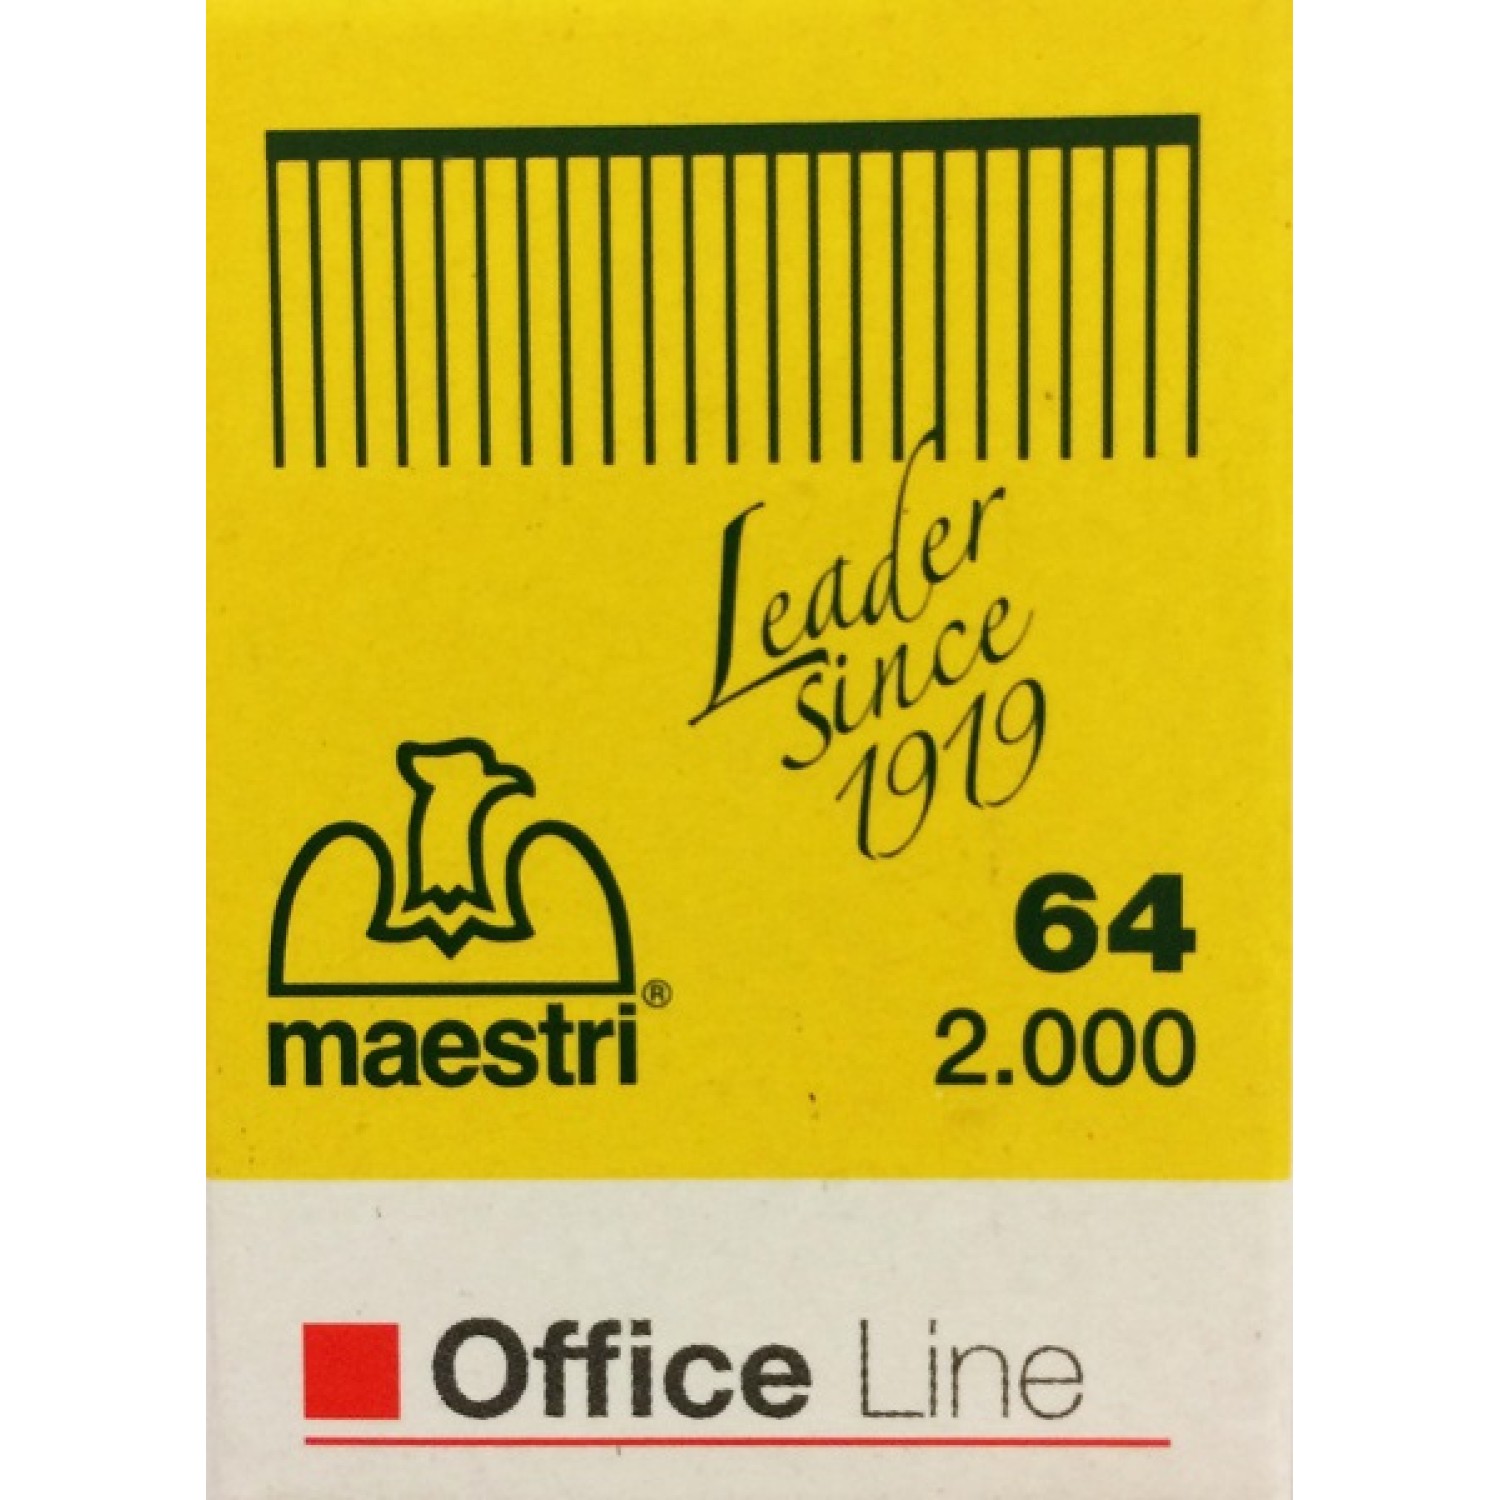 Leader
since
1919
64
maestri®
2.000
Office Line